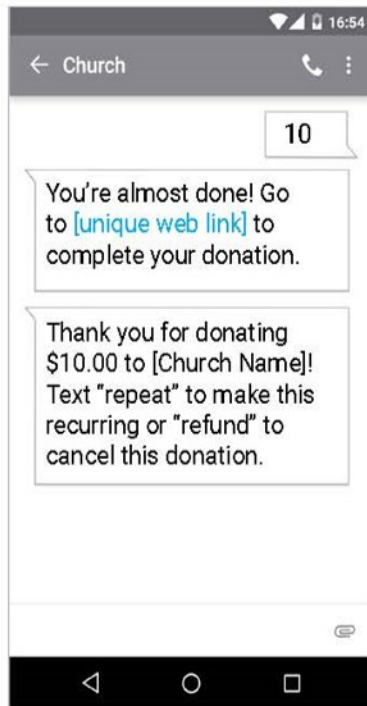 16:54
Church
10
You’re almost done! Go
to [unique web link] to
complete your donation.
Thank you for donating
$10.00 to [Church Name]!
Text “repeat” to make this
recurring or “refund” to
cancel this donation.